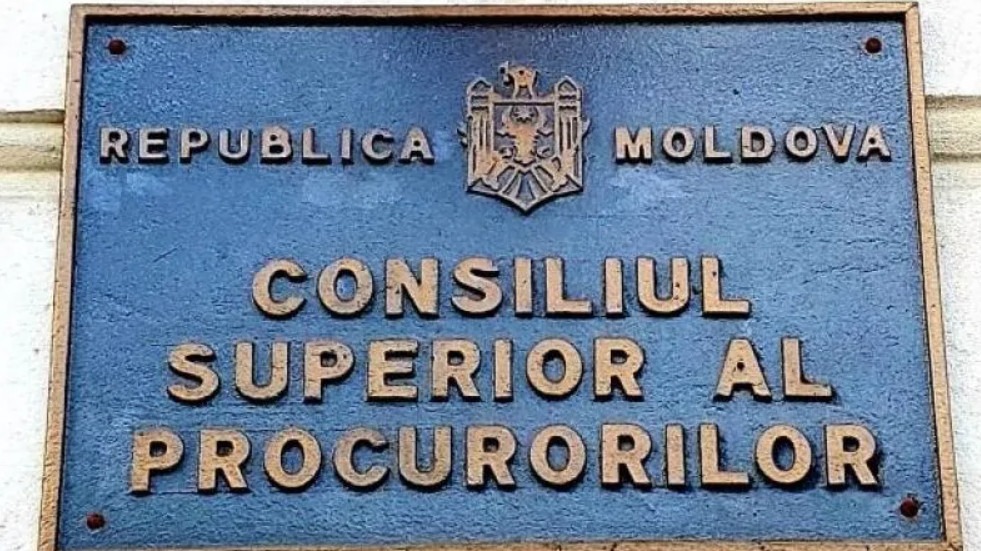 REPUBLICA MOLDOVA
CONSILIUL
SUPERIOR AL
PROCURORILOR